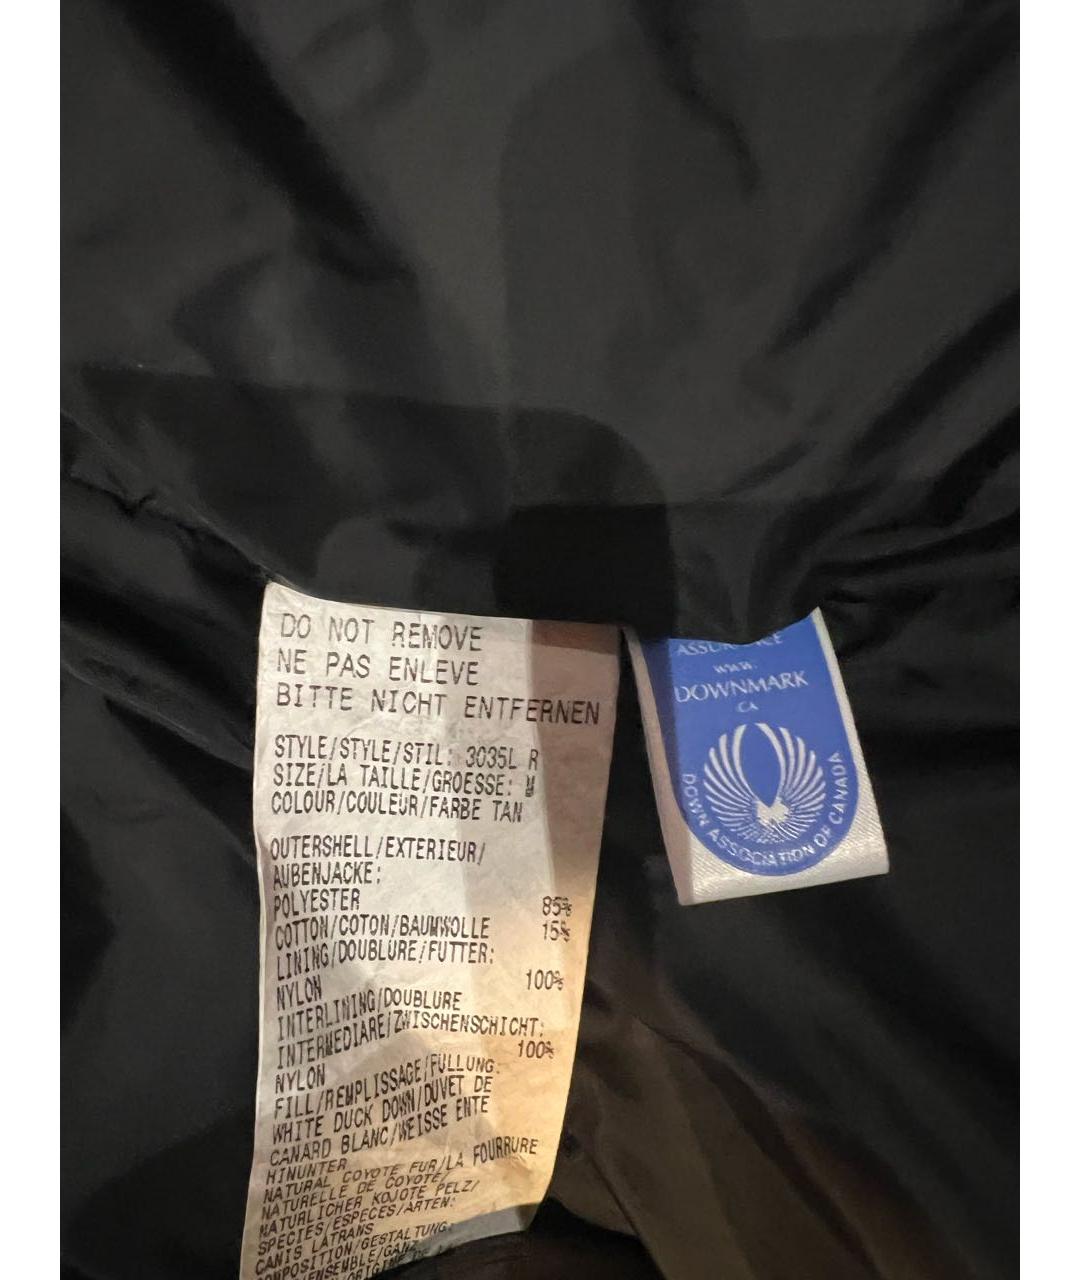 DO NOT REMOVE
NE PAS ENLEVE
BITTE NICHT ENTFERNEN
STYLE/STYLE/STIL: 3035L R
SIZE/LA TAILLE/GROESSE: M
COLOUR/COULEUR/FARBE TAN
OUTERSHELL/EXTERIEUR/
AUBENJACKE:
POLYESTER 85%
COTTON/COTON/BAUMWOLLE 15%
LINING/DOUBLURE/FUTTER:
NYLON 100%
INTERLINING/DOUBLURE
INTERMEDIARE/ZWISCHENSCHICHT:
NYLON 100%
FILL/REMPLISSAGE/FULLUNG:
WHITE DUCK DOWN/DUVET DE
CANARD BLANC/WEISSE ENTE
HINUNTER
NATURAL COYOTE FUR/LA FOURRURE
NATURELLE DE COYOTE/
NATURLICHER KOJOTE PELZ/
SPECIES/ESPECES/ARTEN:
CANIS LATRANS
COMPOSITION/GESTALTUNG:
WWW.
DOWNMARK
.CA
DOWN ASSOCIATION OF CANADA